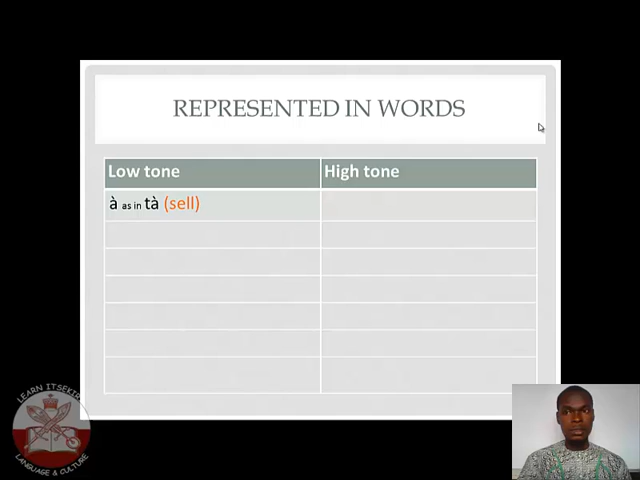 REPRESENTED IN WORDS
Low tone
High tone
à as in tà (sell)
LEARN ITSEKIRI
LANGUAGE & CULTURE